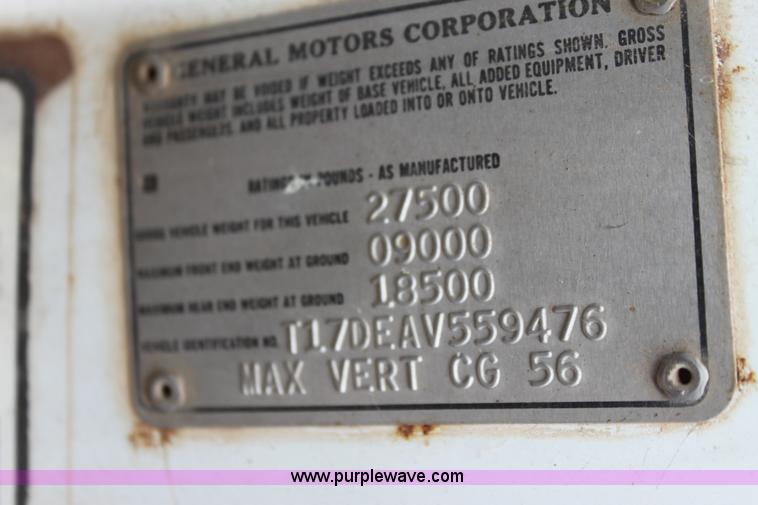 GENERAL MOTORS CORPORATION
WARRANTY MAY BE VOIDED IF WEIGHT EXCEEDS ANY OF RATINGS SHOWN. GROSS
VEHICLE WEIGHT INCLUDES WEIGHT OF BASE VEHICLE, ALL ADDED EQUIPMENT, DRIVER
AND PASSENGERS, AND ALL PROPERTY LOADED INTO OR ONTO VEHICLE.
RATINGS IN POUNDS - AS MANUFACTURED
GROSS VEHICLE WEIGHT FOR THIS VEHICLE 27500
MAXIMUM FRONT END WEIGHT AT GROUND 09000
MAXIMUM REAR END WEIGHT AT GROUND 18500
VEHICLE IDENTIFICATION NO. T17DEAV559476
MAX VERT CG 56
www.purplewave.com